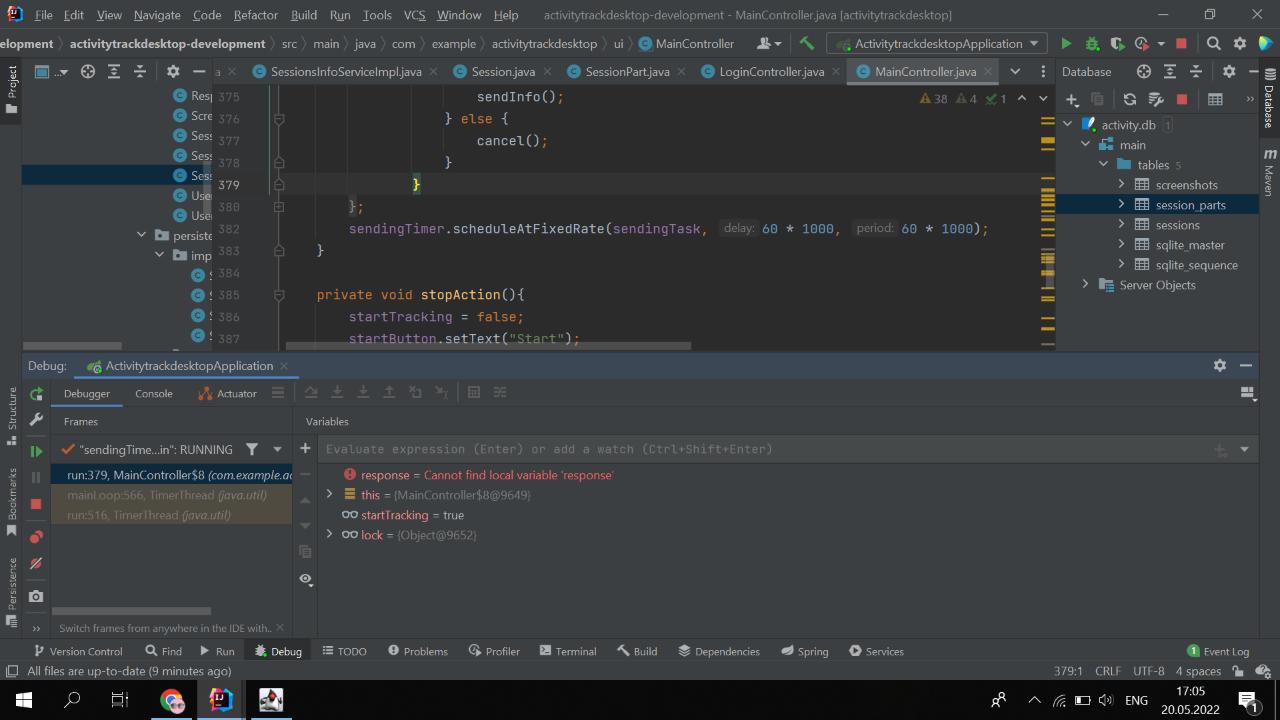 File Edit View Navigate Code Refactor Build Run Tools VCS Window Help activitytrackdesktop-development - MainController.java [activitytrackdesktop]
elopment activitytrackdesktop-development src main java com example activitytrackdesktop ui MainController ActivitytrackdesktopApplication
SessionsInfoServiceImpl.java Session.java SessionPart.java LoginController.java MainController.java Database
Project
Resp
Scre
Sess
Sess
Sess
User
User
persiste
imp
375 sendInfo();
38 4 1
376 } else {
377 cancel();
378 }
379 }
380 };
382 sendingTimer.scheduleAtFixedRate(sendingTask, delay: 60 * 1000, period: 60 * 1000);
383 }
384
385 private void stopAction(){
386 startTracking = false;
387 startButton.setText("Start");
activity.db 1
main
tables 5
screenshots
session_parts
sessions
sqlite_master
sqlite_sequence
Server Objects
Database
Maven
Debug: ActivitytrackdesktopApplication
Debugger Console Actuator
Frames Variables
"sendingTime...in": RUNNING
run:379, MainController$8 (com.example.ac
mainLoop:566, TimerThread (java.util)
run:516, TimerThread (java.util)
Evaluate expression (Enter) or add a watch (Ctrl+Shift+Enter)
response = Cannot find local variable 'response'
this = {MainController$8@9649}
startTracking = true
lock = {Object@9652}
Switch frames from anywhere in the IDE with..
Structure
Bookmarks
Persistence
Version Control Find Run Debug TODO Problems Profiler Terminal Build Dependencies Spring Services 1 Event Log
All files are up-to-date (9 minutes ago) 379:1 CRLF UTF-8 4 spaces
ENG
17:05
20.05.2022
1